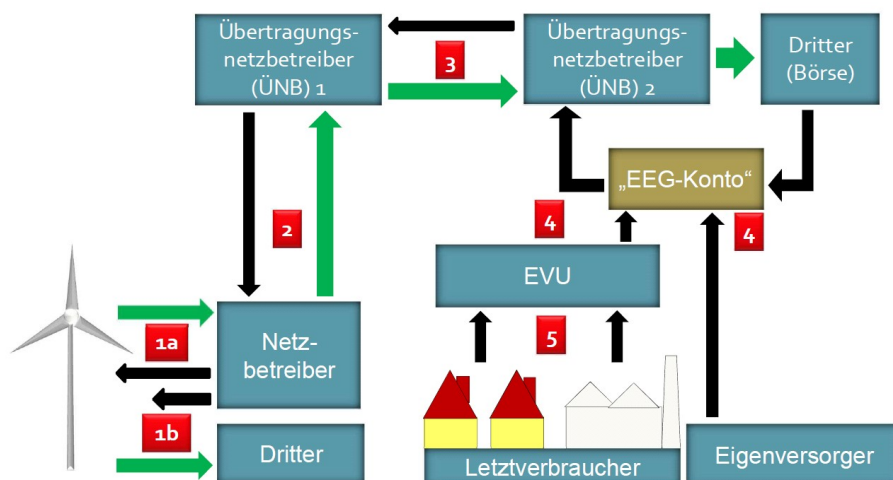 Übertragungs-
netzbetreiber
(ÜNB) 1
3
Übertragungs-
netzbetreiber
(ÜNB) 2
Dritter
(Börse)
„EEG-Konto“
2
4
4
EVU
1a
Netz-
betreiber
5
1b
Dritter
Letztverbraucher
Eigenversorger